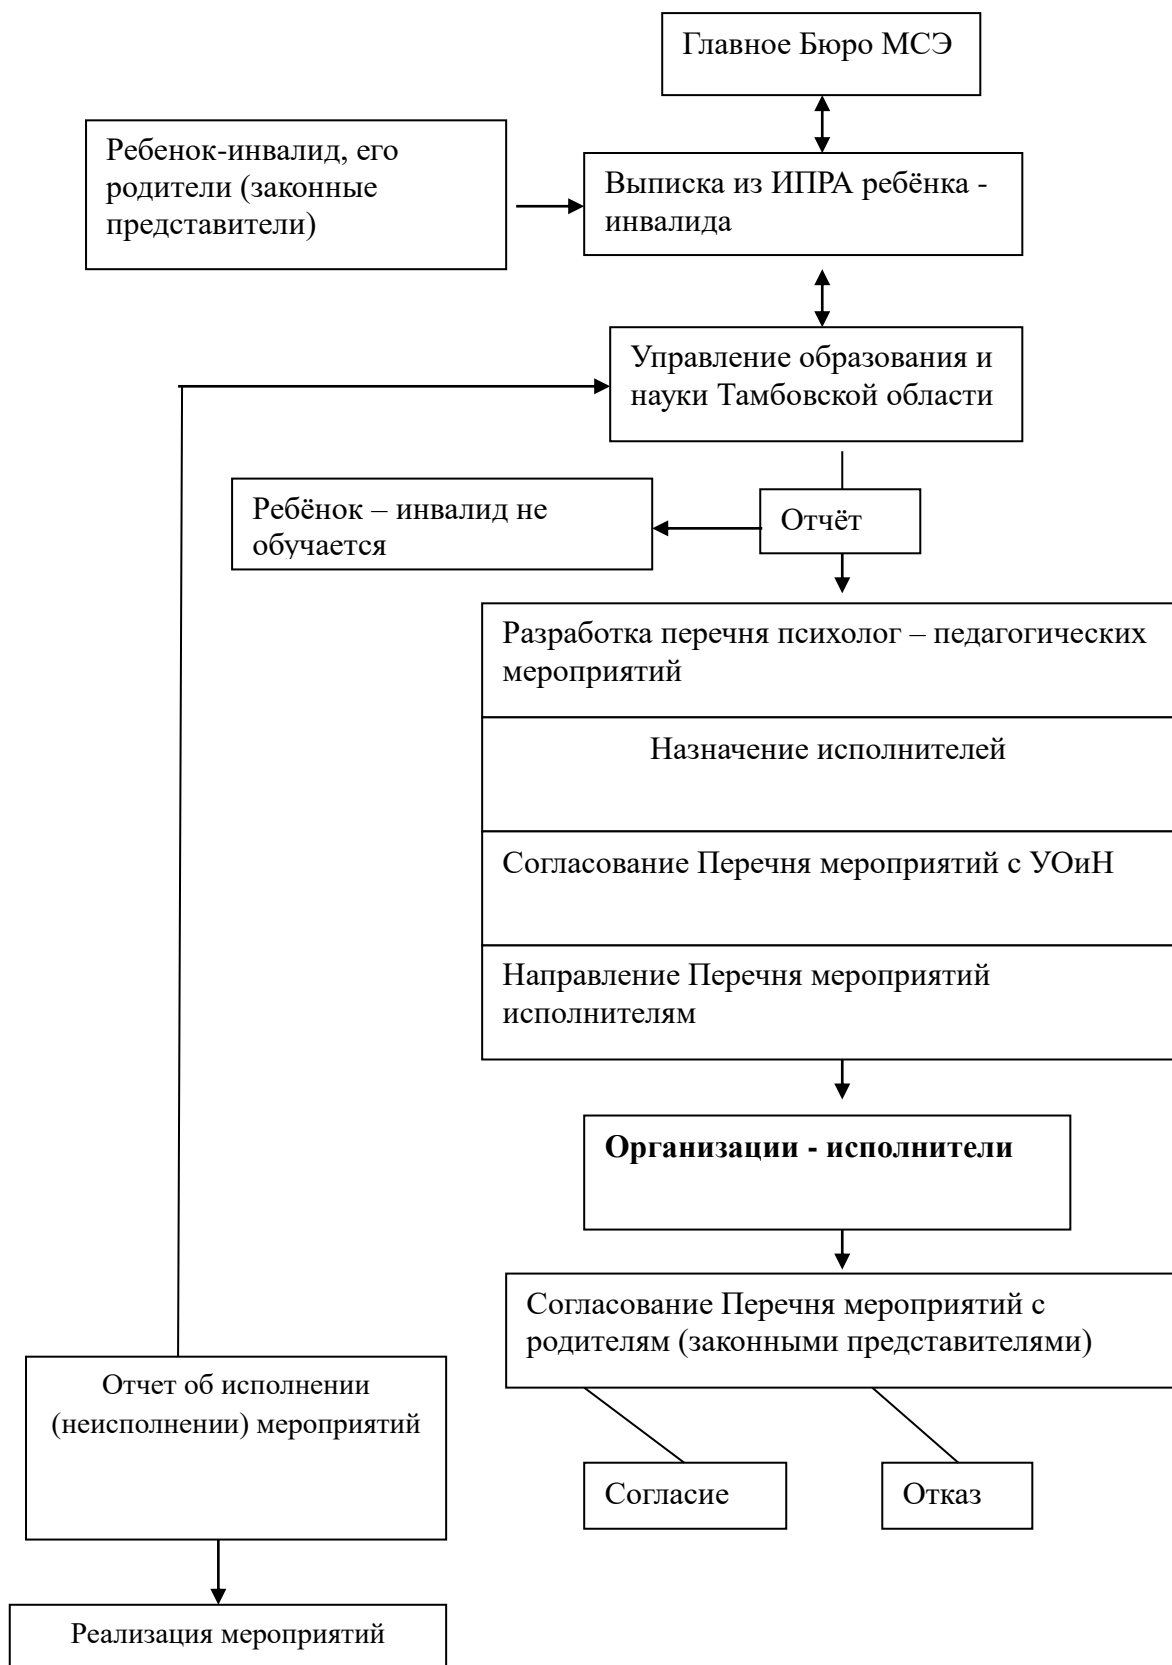 Главное Бюро МСЭ
Ребенок-инвалид, его
родители (законные
представители)
Выписка из ИПРА ребёнка -
инвалида
Управление образования и
науки Тамбовской области
Ребёнок – инвалид не
обучается
Отчёт
Разработка перечня психолог – педагогических
мероприятий
Назначение исполнителей
Согласование Перечня мероприятий с УОиН
Направление Перечня мероприятий
исполнителям
Организации - исполнители
Согласование Перечня мероприятий с
родителям (законными представителями)
Отчет об исполнении
(неисполнении) мероприятий
Согласие
Отказ
Реализация мероприятий